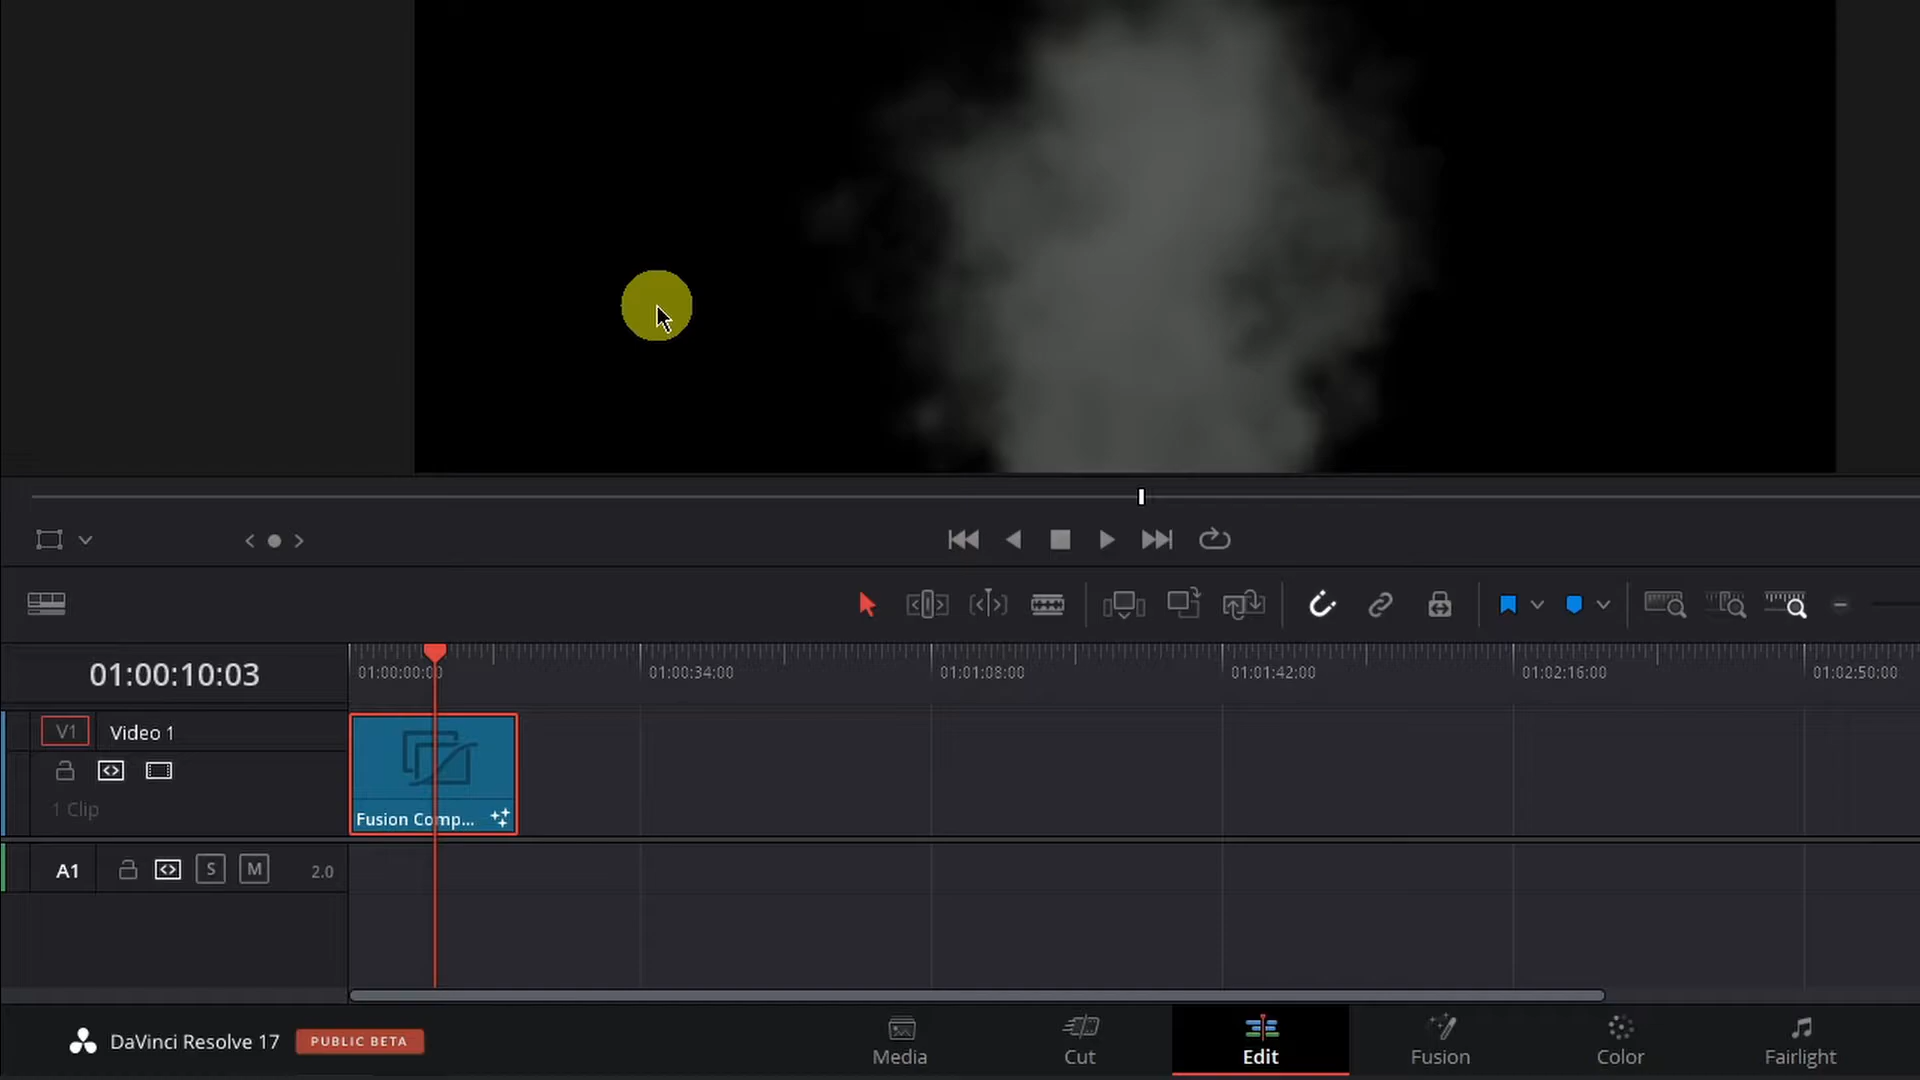 01:00:10:03
01:00:00:00
01:00:34:00
01:01:08:00
01:01:42:00
01:02:16:00
01:02:50:00
V1
Video 1
1 Clip
Fusion Comp...
A1
S
M
2.0
DaVinci Resolve 17
PUBLIC BETA
Media
Cut
Edit
Fusion
Color
Fairlight